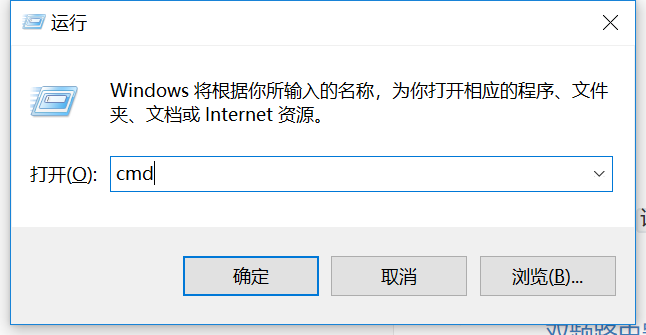 运行
Windows 将根据你所输入的名称，为你打开相应的程序、文件
夹、文档或 Internet 资源。
打开(O): cmd
确定 取消 浏览(B)...